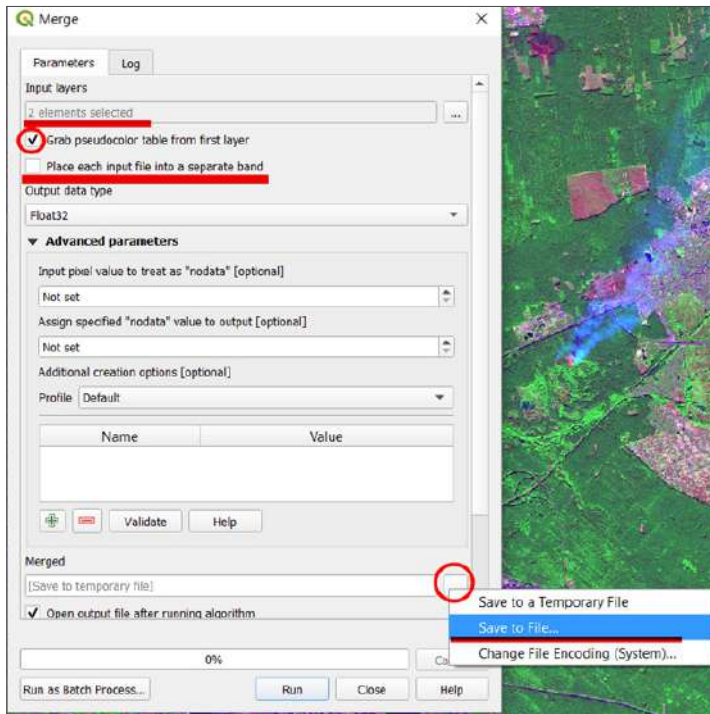 Merge
Parameters Log
Input layers
2 elements selected ...
Grab pseudocolor table from first layer
Place each input file into a separate band
Output data type
Float32
Advanced parameters
Input pixel value to treat as "nodata" [optional]
Not set
Assign specified "nodata" value to output [optional]
Not set
Additional creation options [optional]
Profile Default
Name Value
Validate Help
Merged
[Save to temporary file]
Open output file after running algorithm
Save to a Temporary File
Save to File...
Change File Encoding (System)...
0%
Run as Batch Process... Run Close Help